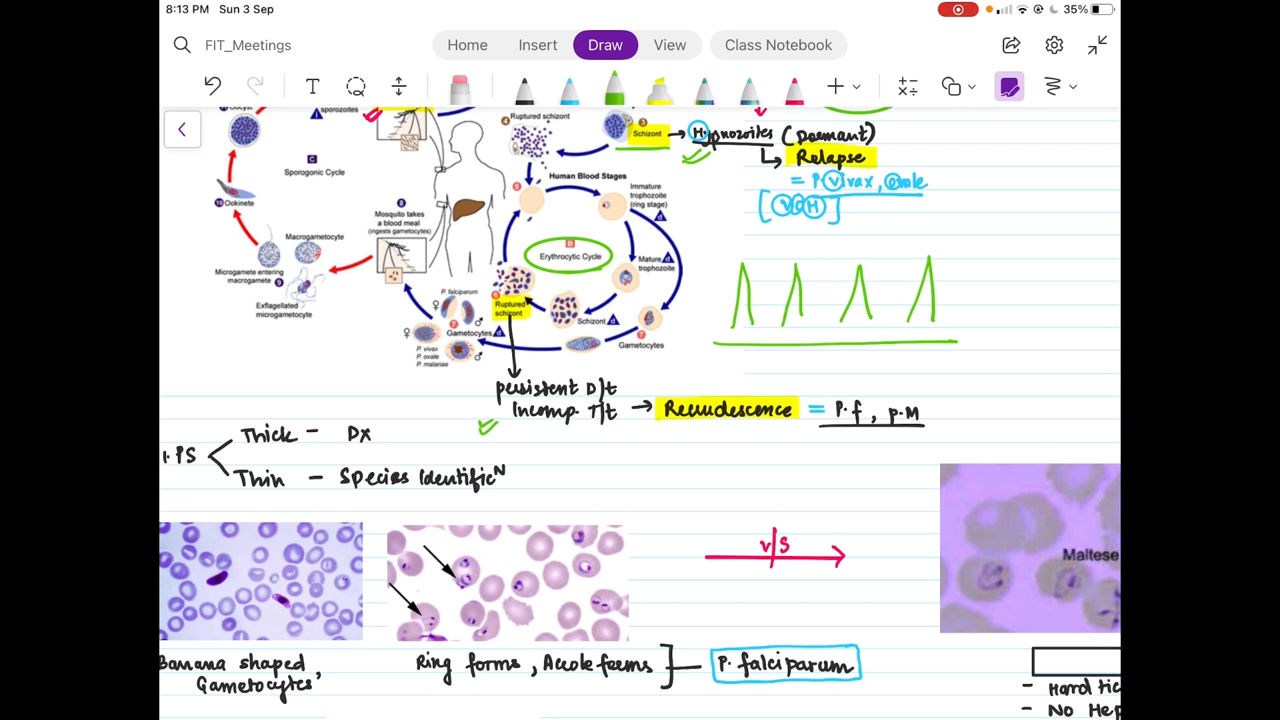 8:13 PM Sun 3 Sep
35%
FIT_Meetings
Home Insert Draw View Class Notebook
sporozoites
Ruptured schizont
Schizont → Hypnozoites (Dormant)
↳ Relapse
= P. vivax, ovale
[VOH]
C
Sporogonic Cycle
Human Blood Stages
Immature
trophozoite
(ring stage)
Ookinete
Mosquito takes
a blood meal
(ingests gametocytes)
Macrogametocyte
Erythrocytic Cycle
Mature
trophozoite
Microgamete entering
macrogamete
Exflagellated
microgametocyte
P. falciparum
Ruptured
schizont
Schizont
Gametocytes
Gametocytes
P. vivax
P. ovale
P. malariae
persistent D/t
Incomp. T/t → Recrudescence = P.f, P.M
1. PS
Thick - Dx
Thin - Species Identific^N
v/s
Maltese
Banana shaped
Gametocytes,
Ring forms, Accole forms ] — P. falciparum
- Hard tic
- No Hep